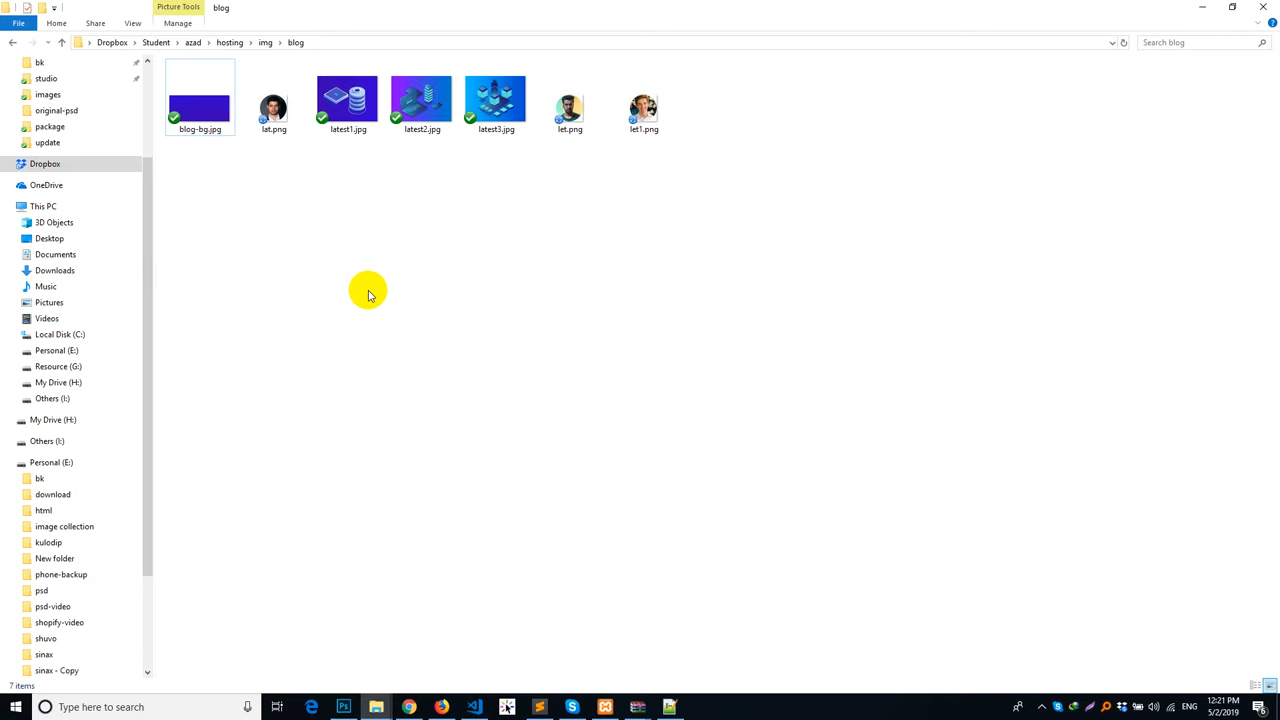 Picture Tools
blog
File
Home
Share
View
Manage
Dropbox
Student
azad
hosting
img
blog
Search blog
bk
studio
images
original-psd
package
update
Dropbox
OneDrive
This PC
3D Objects
Desktop
Documents
Downloads
Music
Pictures
Videos
Local Disk (C:)
Personal (E:)
Resource (G:)
My Drive (H:)
Others (I:)
My Drive (H:)
Others (I:)
Personal (E:)
bk
download
html
image collection
kulodip
New folder
phone-backup
psd
psd-video
shopify-video
shuvo
sinax
sinax - Copy
blog-bg.jpg
lat.png
latest1.jpg
latest2.jpg
latest3.jpg
let.png
let1.png
7 items
Type here to search
Ps
ENG
12:21 PM
5/2/2019
6